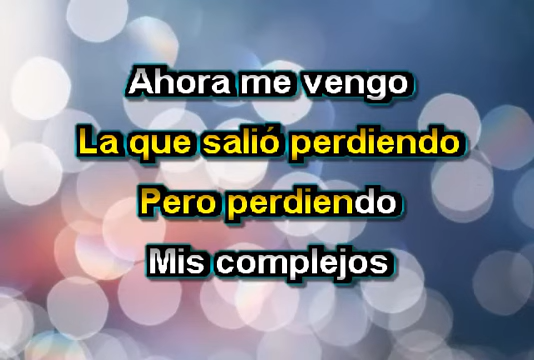 Ahora me vengo
La que salió perdiendo
Pero perdiendo
Mis complejos